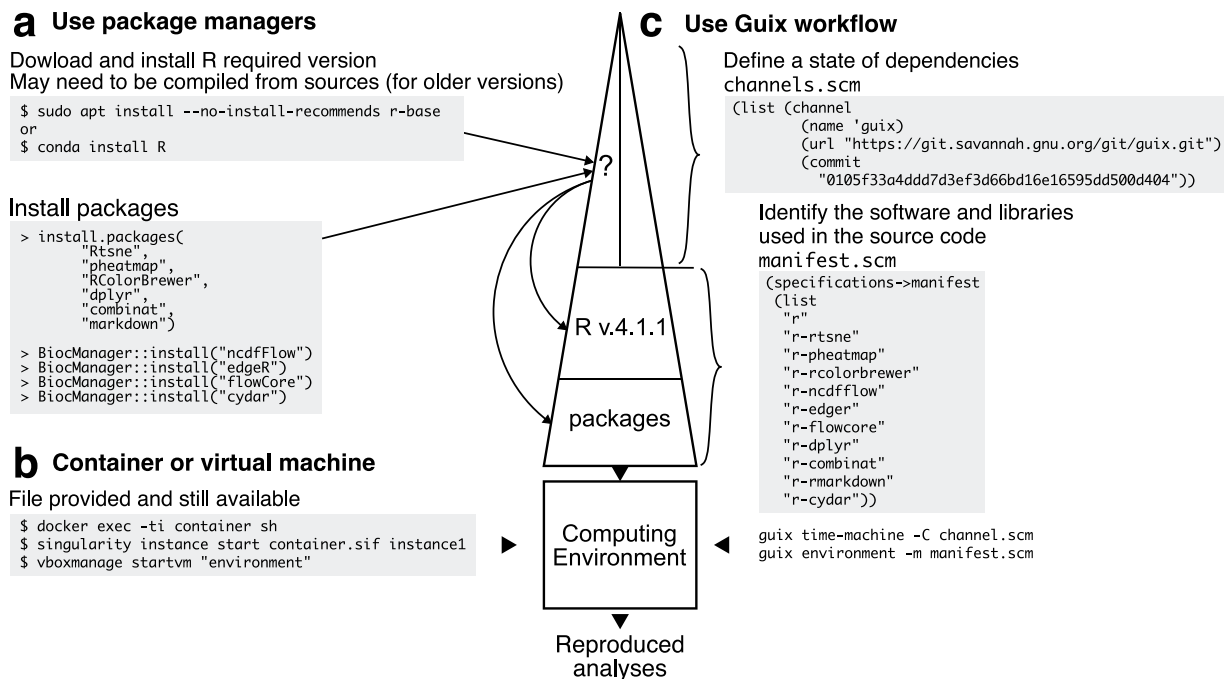 a Use package managers
Dowload and install R required version
May need to be compiled from sources (for older versions)
$ sudo apt install --no-install-recommends r-base
or
$ conda install R
Install packages
> install.packages(
"Rtsne",
"pheatmap",
"RColorBrewer",
"dplyr",
"combinat",
"markdown")
> BiocManager::install("ncdfFlow")
> BiocManager::install("edgeR")
> BiocManager::install("flowCore")
> BiocManager::install("cydar")
b Container or virtual machine
File provided and still available
$ docker exec -ti container sh
$ singularity instance start container.sif instance1
$ vboxmanage startvm "environment"
?
R v.4.1.1
packages
Computing
Environment
Reproduced
analyses
c Use Guix workflow
Define a state of dependencies
channels.scm
(list (channel
(name 'guix)
(url "https://git.savannah.gnu.org/git/guix.git")
(commit
"0105f33a4ddd7d3ef3d66bd16e16595dd500d404"))
Identify the software and libraries
used in the source code
manifest.scm
(specifications->manifest
(list
"r"
"r-rtsne"
"r-pheatmap"
"r-rcolorbrewer"
"r-ncdfflow"
"r-edger"
"r-flowcore"
"r-dplyr"
"r-combinat"
"r-rmarkdown"
"r-cydar"))
guix time-machine -C channel.scm
guix environment -m manifest.scm